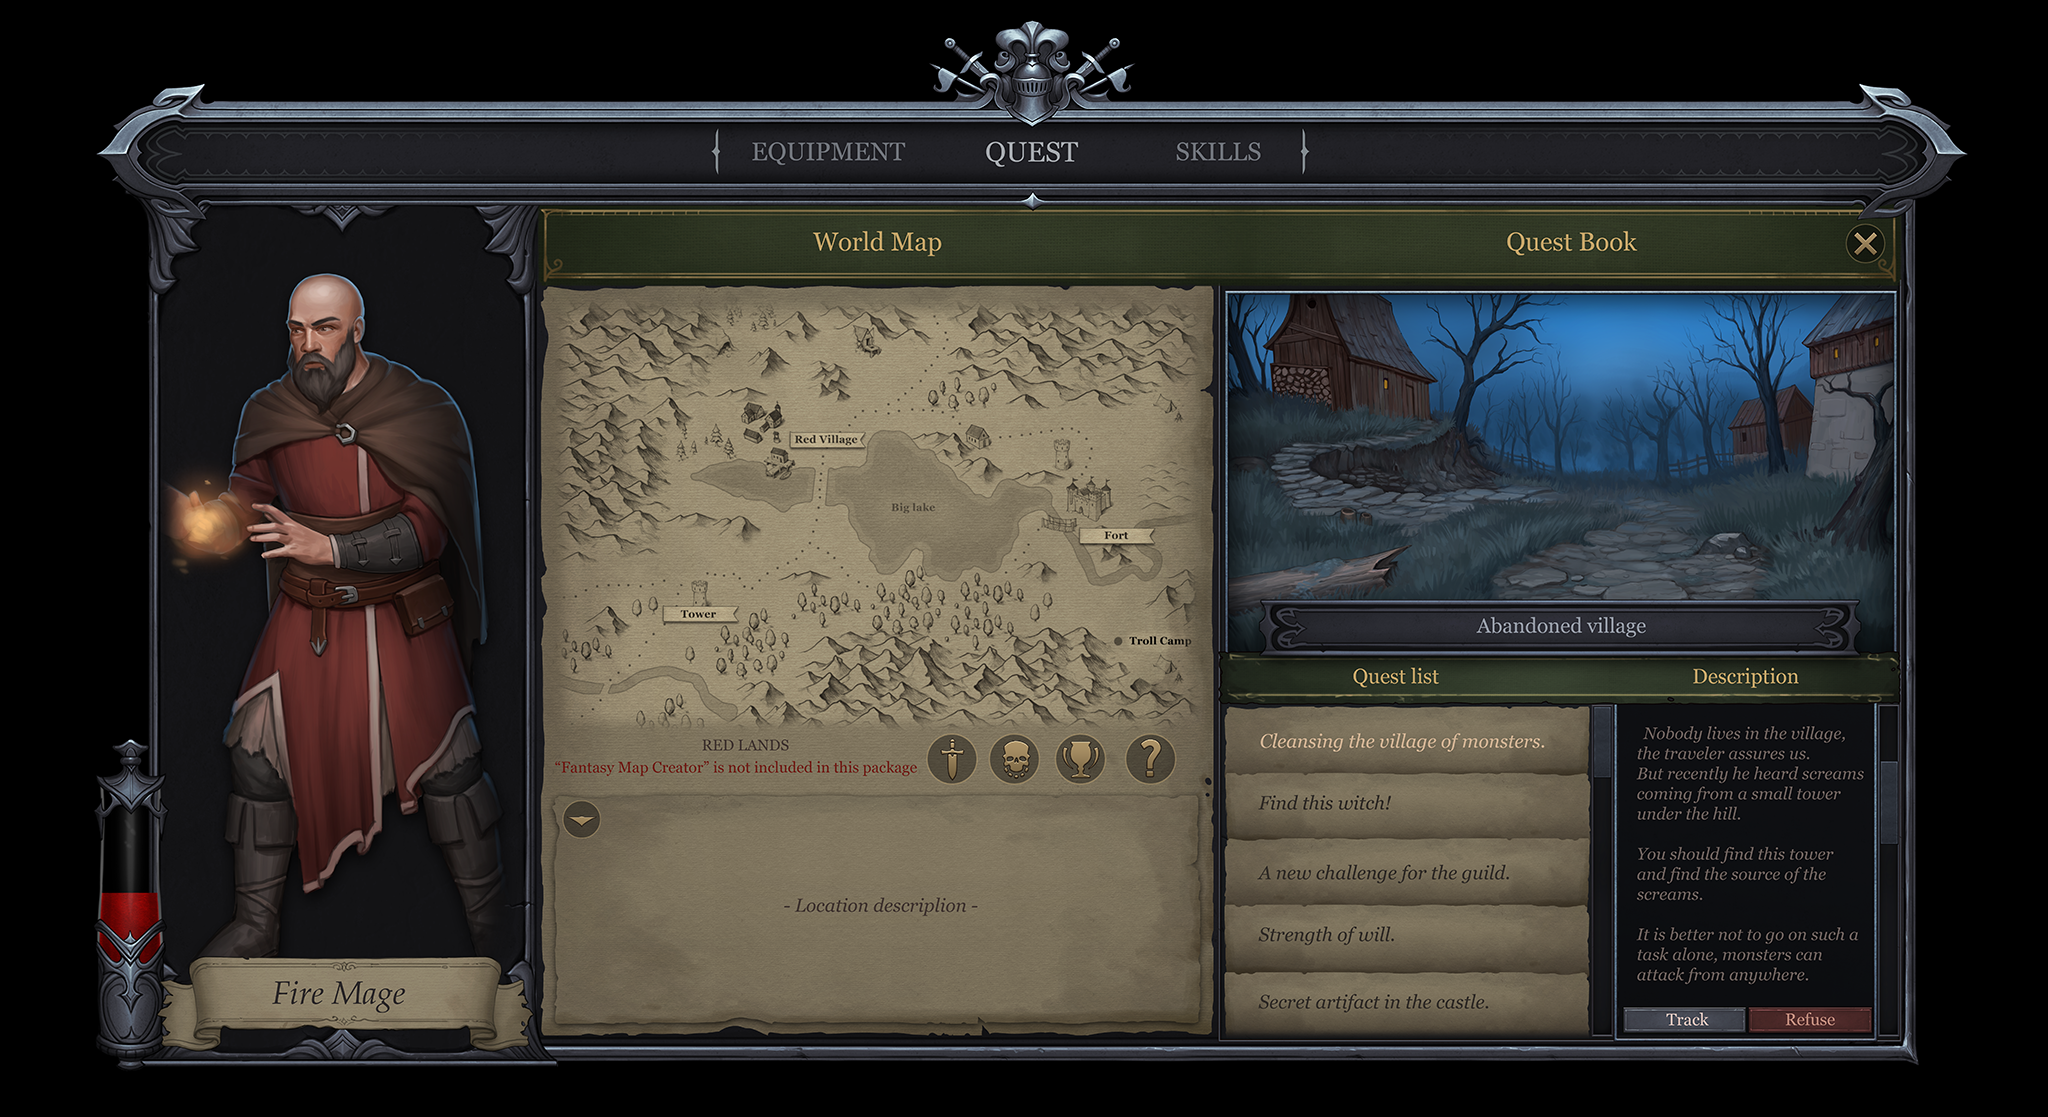 EQUIPMENT
QUEST
SKILLS
World Map
Quest Book
Red Village
Big lake
Fort
Tower
Troll Camp
RED LANDS
“Fantasy Map Creator” is not included in this package
- Location descriplion -
Fire Mage
Abandoned village
Quest list
Description
Cleansing the village of monsters.
Find this witch!
A new challenge for the guild.
Strength of will.
Secret artifact in the castle.
Nobody lives in the village,
the traveler assures us.
But recently he heard screams
coming from a small tower
under the hill.
You should find this tower
and find the source of the
screams.
It is better not to go on such a
task alone, monsters can
attack from anywhere.
Track
Refuse